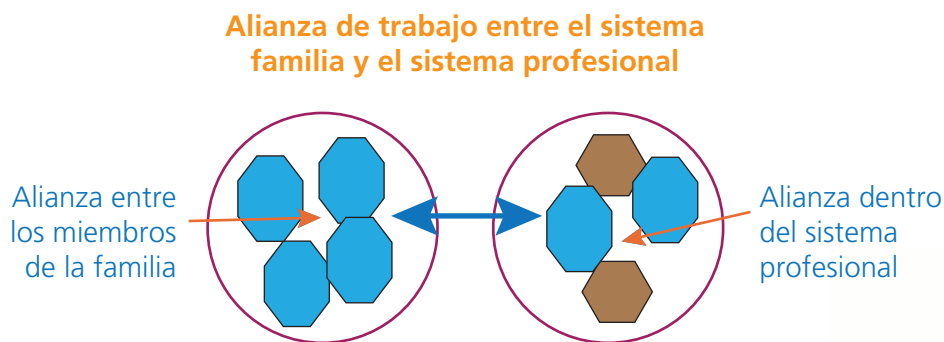 Alianza de trabajo entre el sistema
familia y el sistema profesional
Alianza entre
los miembros
de la familia
Alianza dentro
del sistema
profesional